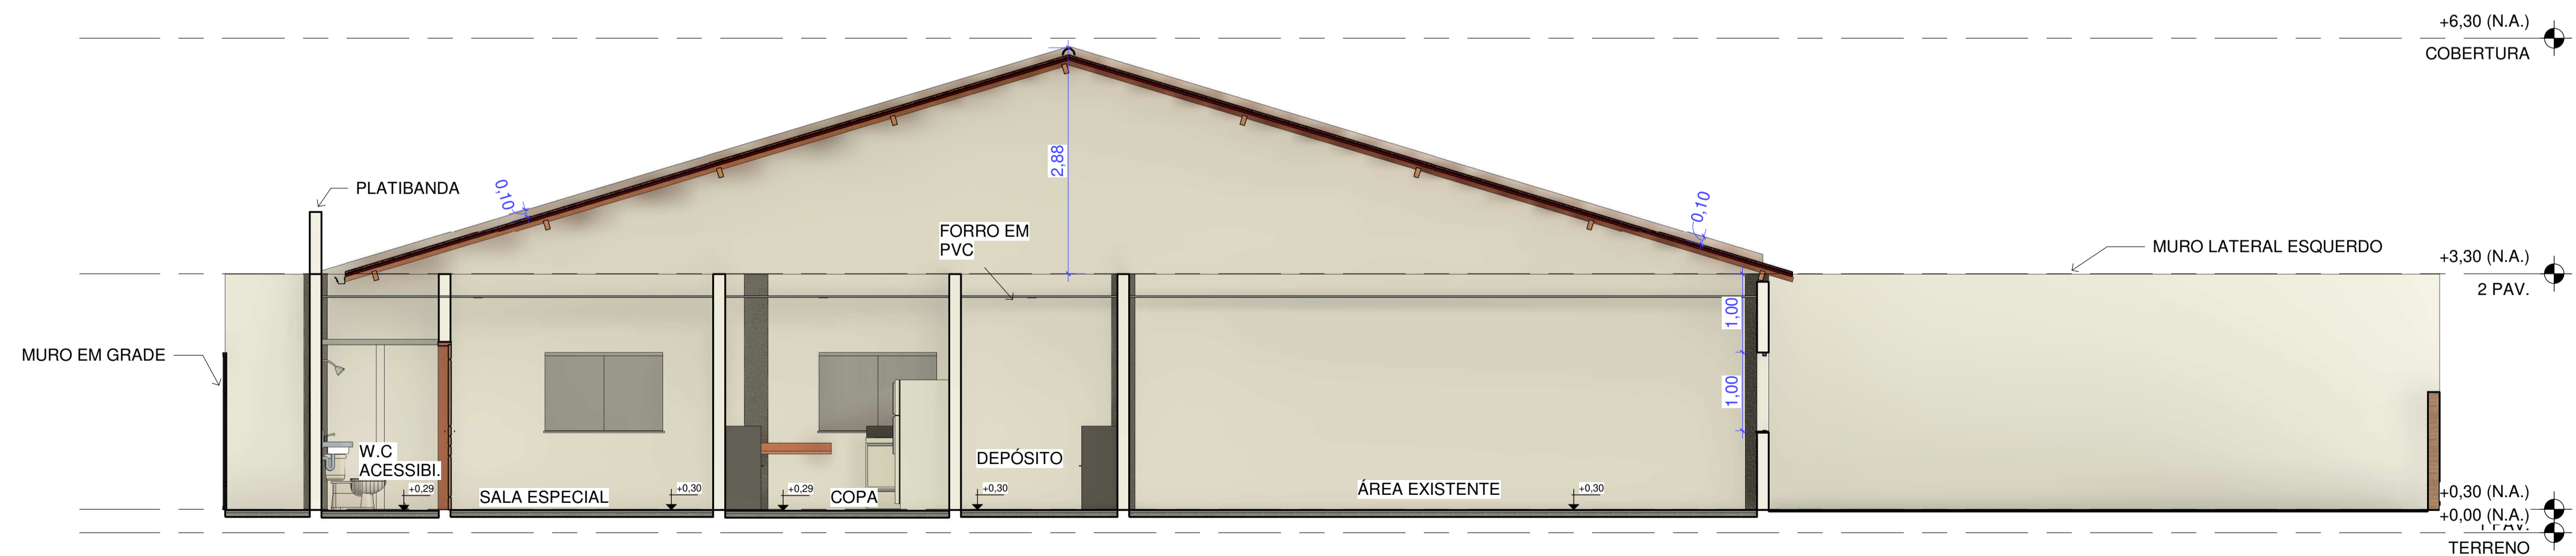 +6,30 (N.A.)
COBERTURA
2,88
0,10
PLATIBANDA
0,10
FORRO EM
PVC
MURO LATERAL ESQUERDO
+3,30 (N.A.)
2 PAV.
1,00
MURO EM GRADE
1,00
W.C
ACESSIBI.
DEPÓSITO
+0,29
SALA ESPECIAL
+0,30
+0,29
COPA
+0,30
ÁREA EXISTENTE
+0,30
+0,30 (N.A.)
+0,00 (N.A.)
TERRENO